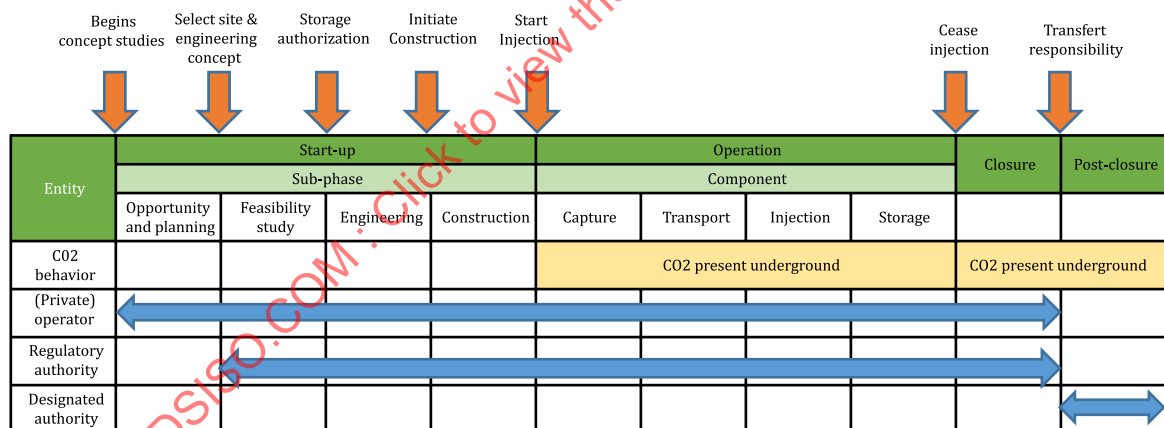 Begins
concept studies
Select site &
engineering
concept
Storage
authorization
Initiate
Construction
Start
Injection
Cease
injection
Transfert
responsibility
Entity
Start-up
Operation
Closure
Post-closure
Sub-phase
Component
Opportunity
and planning
Feasibility
study
Engineering
Construction
Capture
Transport
Injection
Storage
C02
behavior
CO2 present underground
CO2 present underground
(Private)
operator
Regulatory
authority
Designated
authority
DSISO.COM : Click to view the